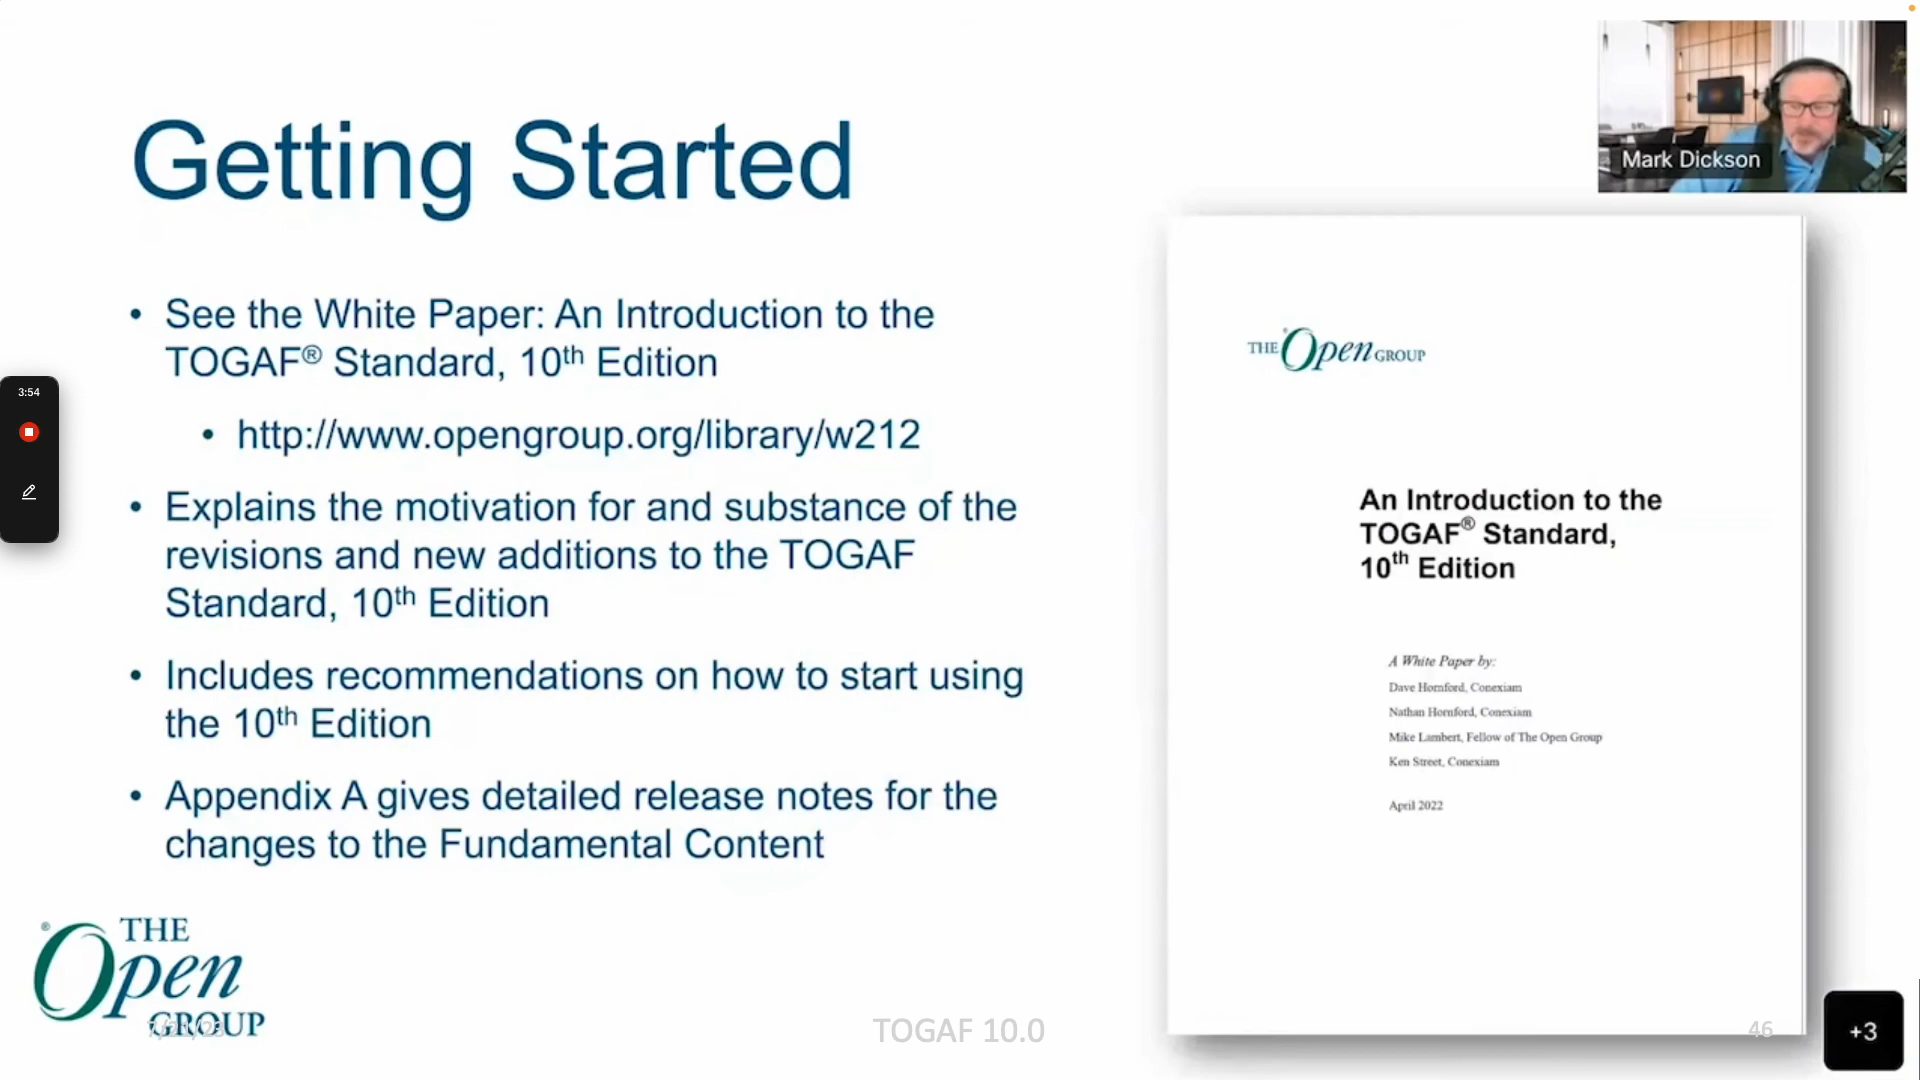 Mark Dickson
Getting Started
• See the White Paper: An Introduction to the
TOGAF® Standard, 10th Edition
• http://www.opengroup.org/library/w212
• Explains the motivation for and substance of the
revisions and new additions to the TOGAF
Standard, 10th Edition
• Includes recommendations on how to start using
the 10th Edition
• Appendix A gives detailed release notes for the
changes to the Fundamental Content
3:54
THE Open GROUP
An Introduction to the
TOGAF® Standard,
10th Edition
A White Paper by:
Dave Hornford, Conexiam
Nathan Hornford, Conexiam
Mike Lambert, Fellow of The Open Group
Ken Street, Conexiam
April 2022
® THE
Open
GROUP
TOGAF 10.0
46
+3